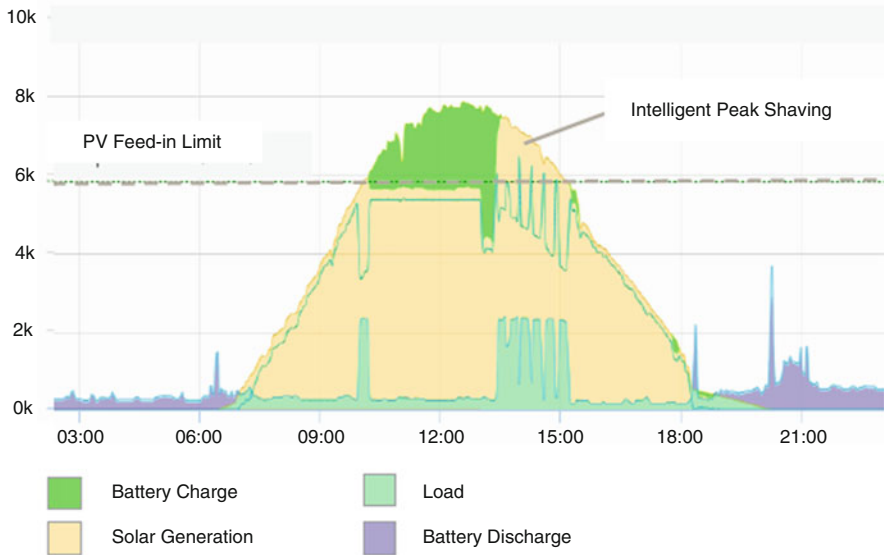 10k
8k
Intelligent Peak Shaving
PV Feed-in Limit
6k
4k
2k
0k
03:00 06:00 09:00 12:00 15:00 18:00 21:00
Battery Charge Load
Solar Generation Battery Discharge